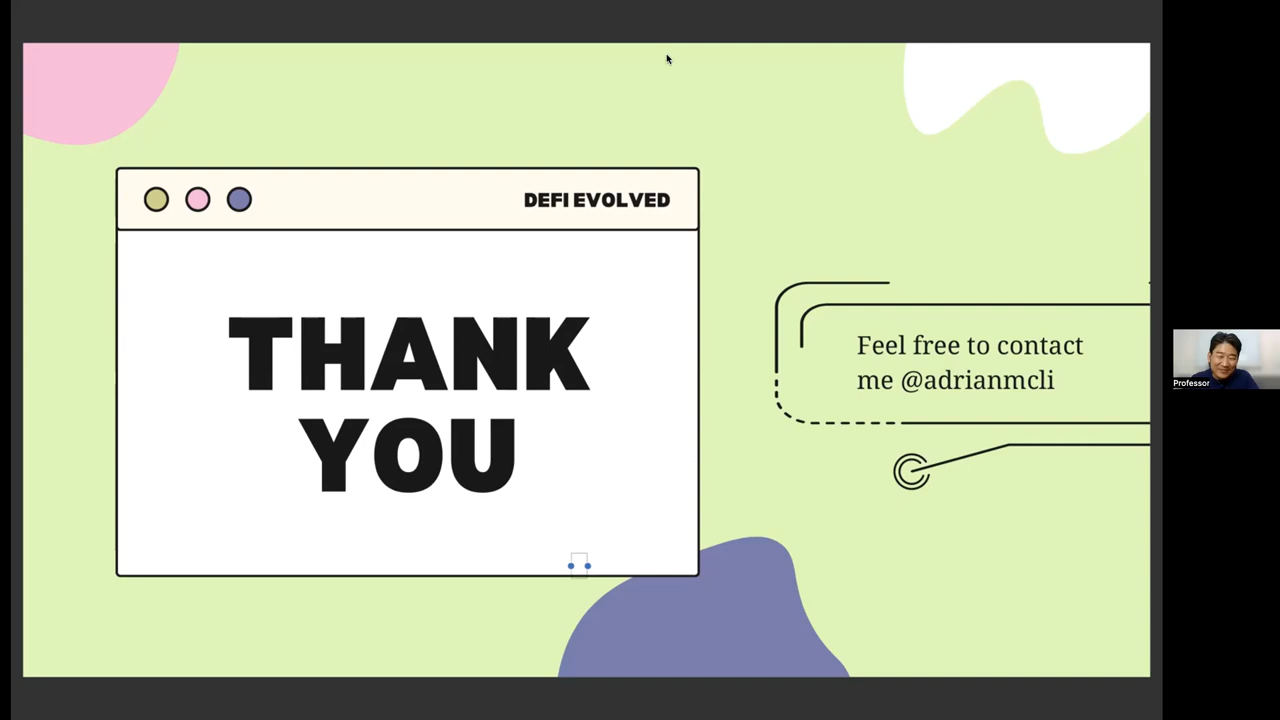 DEFI EVOLVED
THANK
YOU
Feel free to contact
me @adrianmcli
Professor